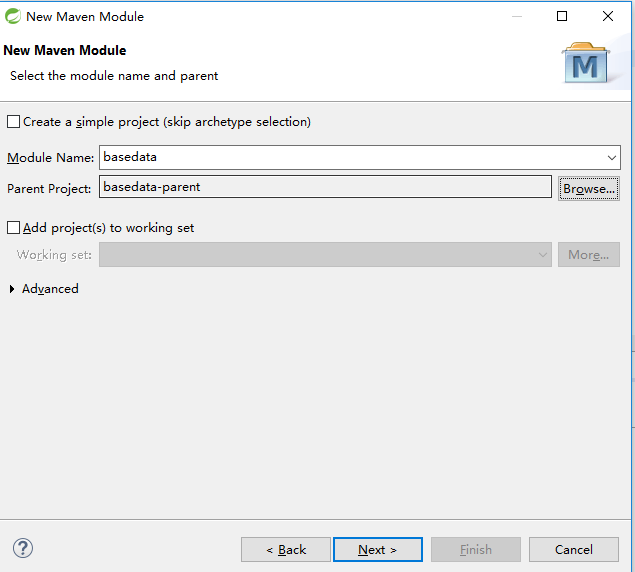 New Maven Module
New Maven Module
Select the module name and parent
M
Create a simple project (skip archetype selection)
Module Name: basedata
Parent Project: basedata-parent Browse...
Add project(s) to working set
Working set: More...
Advanced
? < Back Next > Finish Cancel